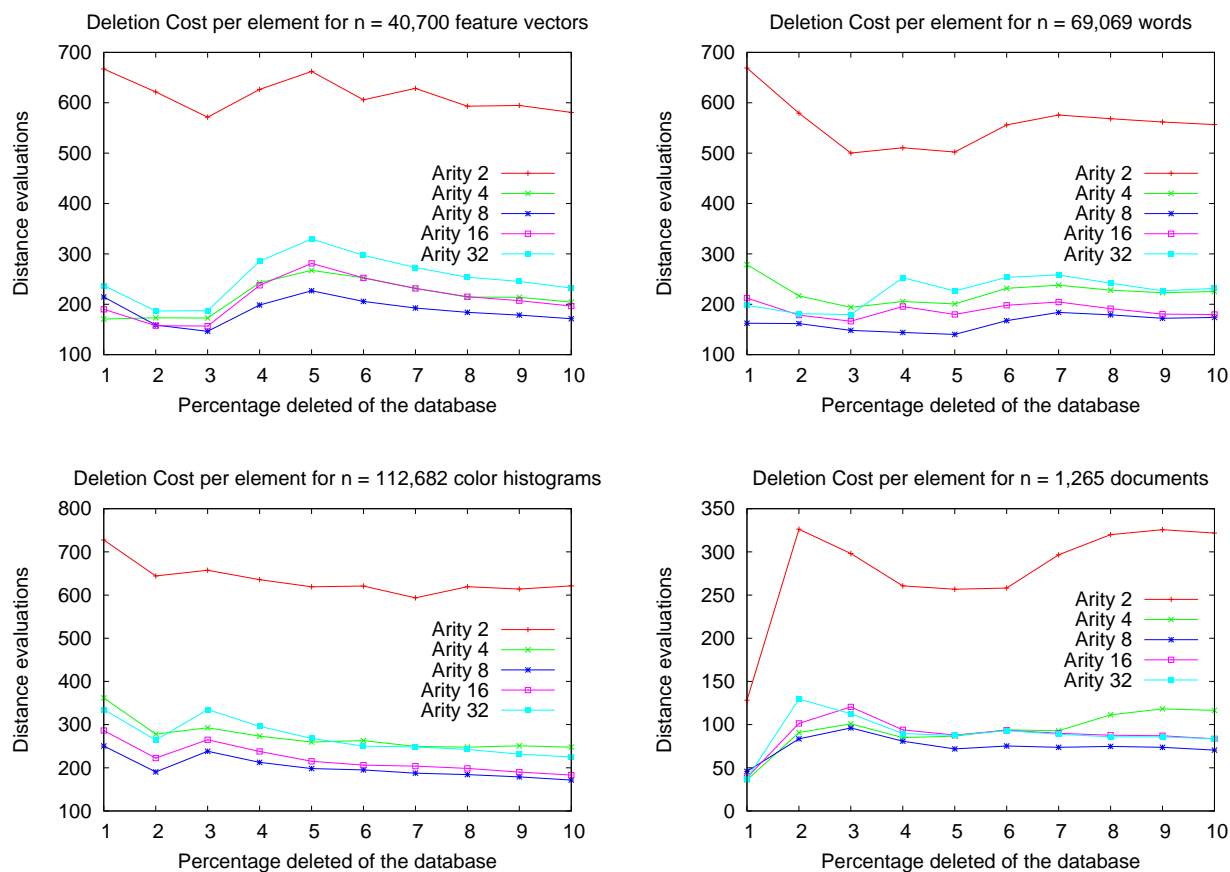 Deletion Cost per element for n = 40,700 feature vectors
700
600
500
400
300
200
100
Distance evaluations
Arity 2
Arity 4
Arity 8
Arity 16
Arity 32
1 2 3 4 5 6 7 8 9 10
Percentage deleted of the database
Deletion Cost per element for n = 69,069 words
700
600
500
400
300
200
100
Distance evaluations
Arity 2
Arity 4
Arity 8
Arity 16
Arity 32
1 2 3 4 5 6 7 8 9 10
Percentage deleted of the database
Deletion Cost per element for n = 112,682 color histograms
800
700
600
500
400
300
200
100
Distance evaluations
Arity 2
Arity 4
Arity 8
Arity 16
Arity 32
1 2 3 4 5 6 7 8 9 10
Percentage deleted of the database
Deletion Cost per element for n = 1,265 documents
350
300
250
200
150
100
50
0
Distance evaluations
Arity 2
Arity 4
Arity 8
Arity 16
Arity 32
1 2 3 4 5 6 7 8 9 10
Percentage deleted of the database